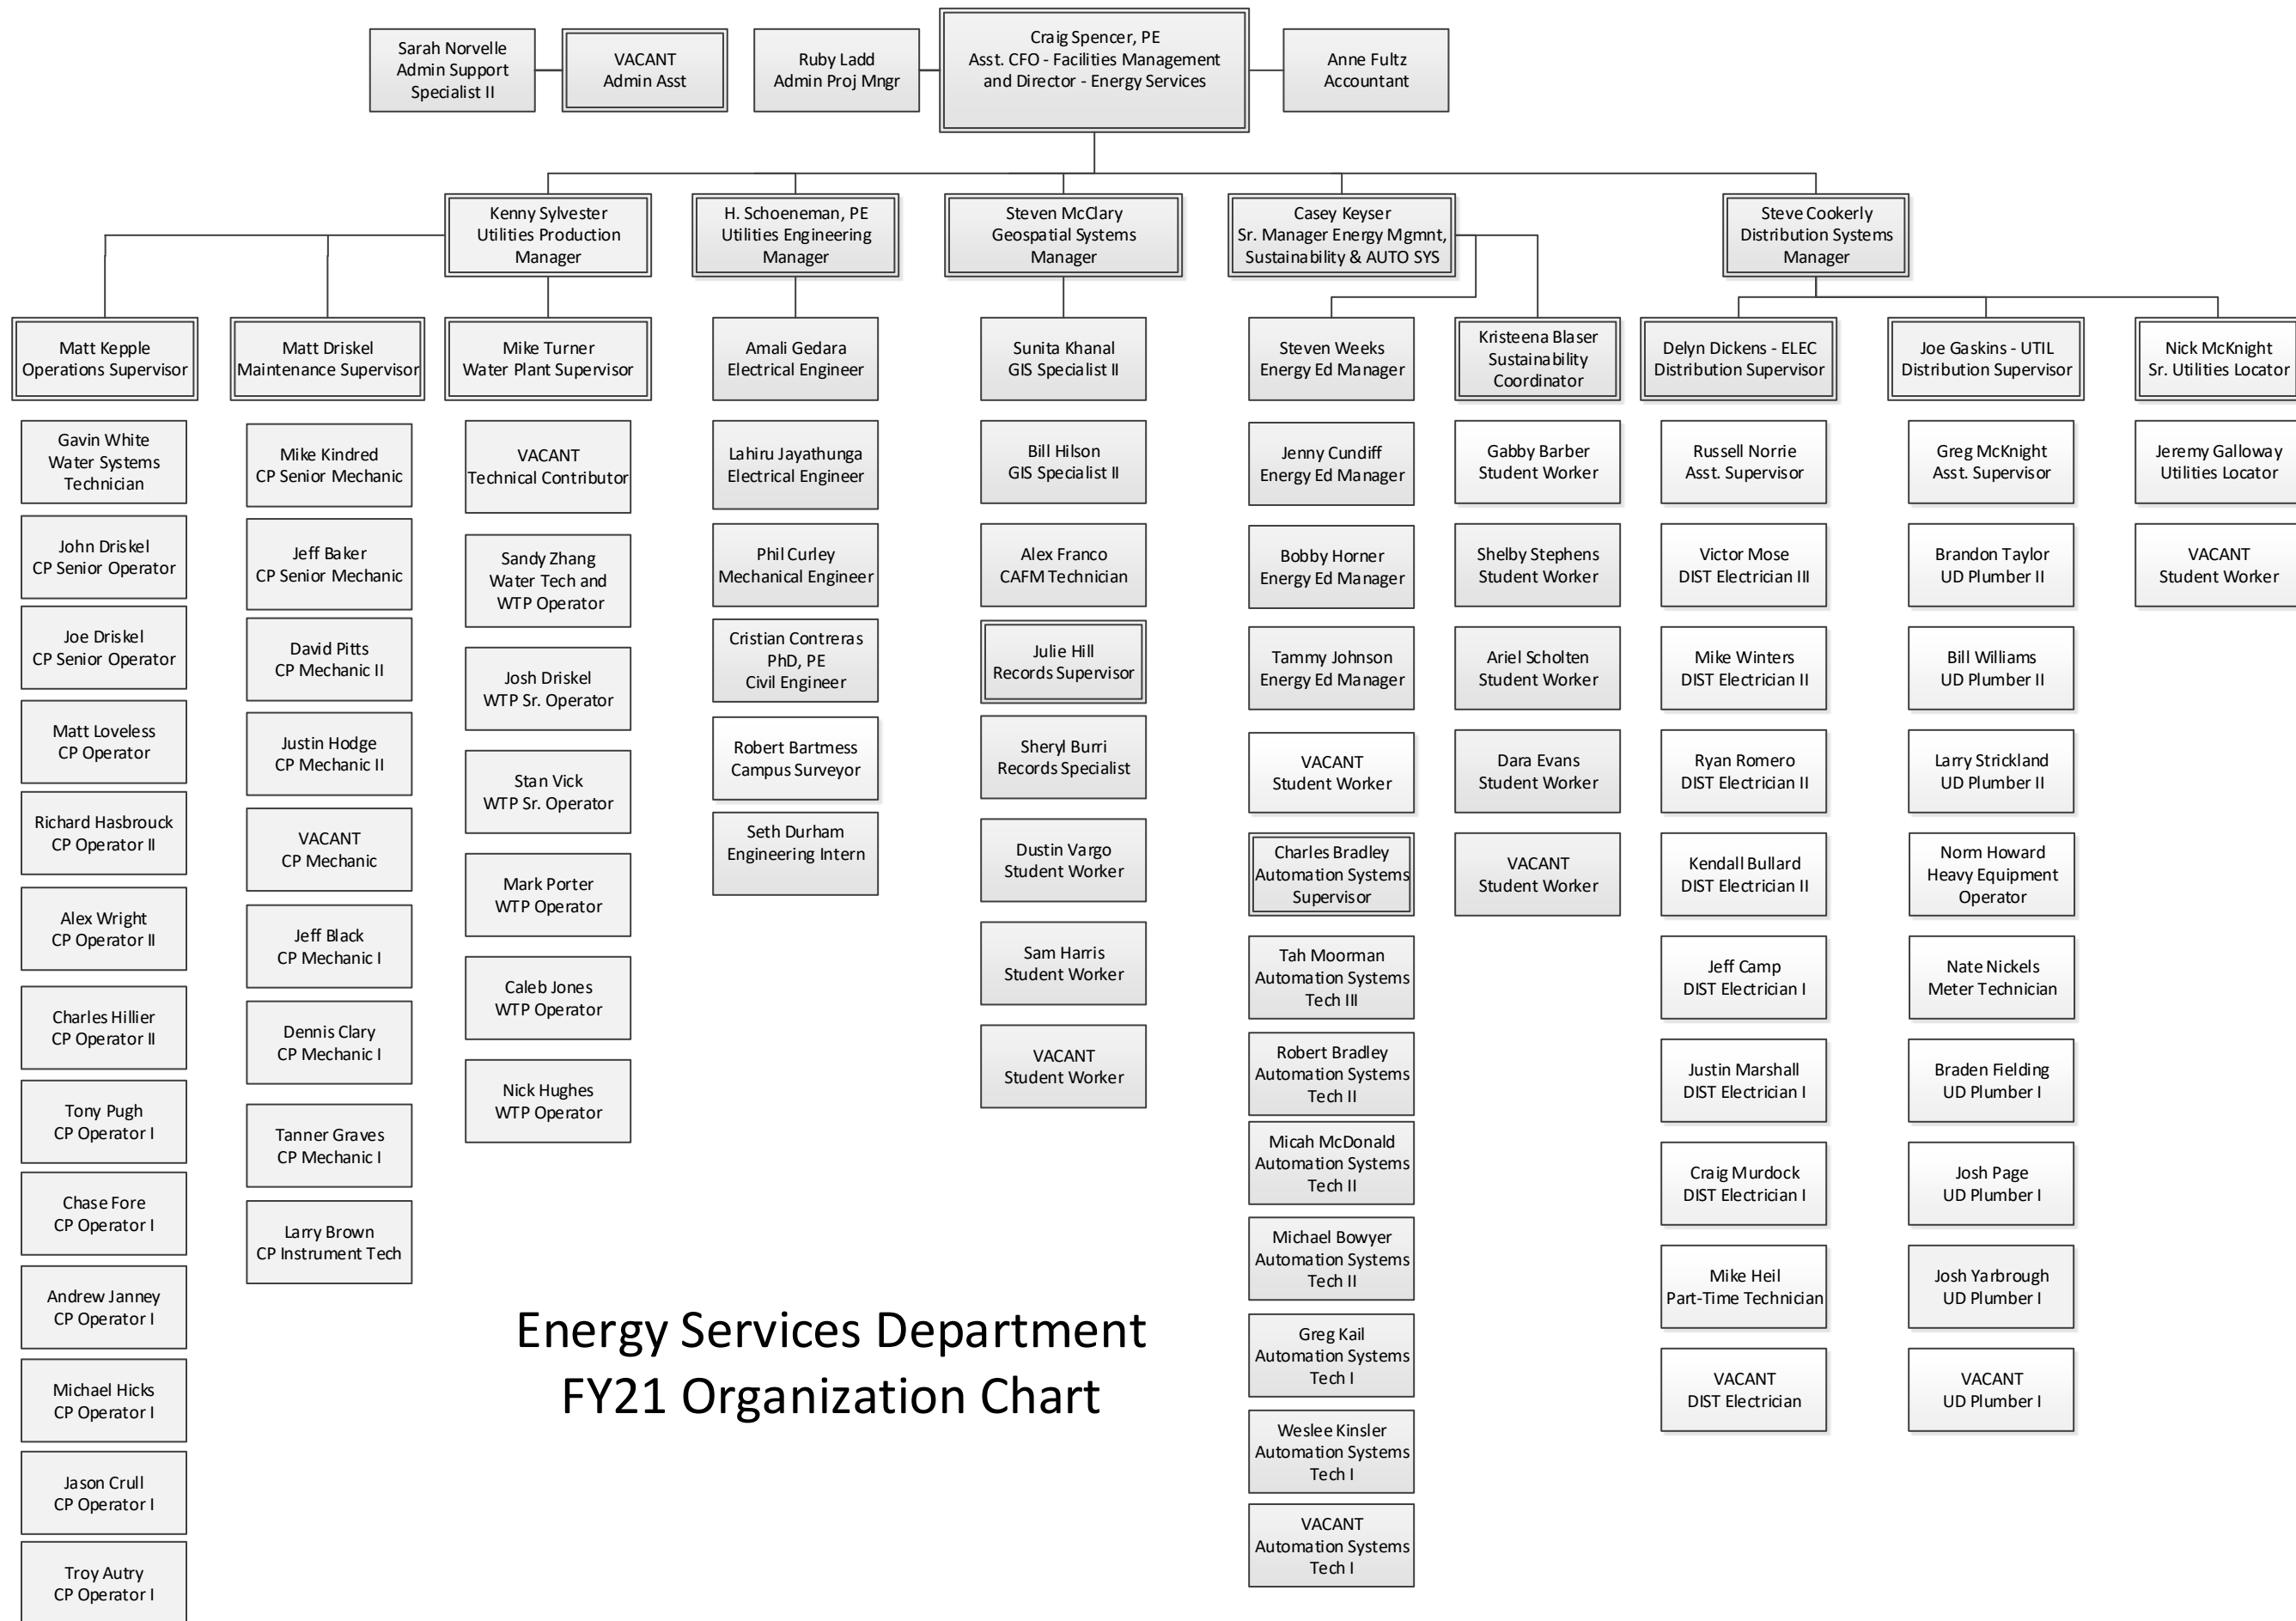 Sarah Norvelle
Admin Support
Specialist II
VACANT
Admin Asst
Ruby Ladd
Admin Proj Mngr
Craig Spencer, PE
Asst. CFO - Facilities Management
and Director - Energy Services
Anne Fultz
Accountant
Kenny Sylvester
Utilities Production
Manager
H. Schoeneman, PE
Utilities Engineering
Manager
Steven McClary
Geospatial Systems
Manager
Casey Keyser
Sr. Manager Energy Mgmnt,
Sustainability & AUTO SYS
Steve Cookerly
Distribution Systems
Manager
Matt Kepple
Operations Supervisor
Gavin White
Water Systems
Technician
John Driskel
CP Senior Operator
Joe Driskel
CP Senior Operator
Matt Loveless
CP Operator
Richard Hasbrouck
CP Operator II
Alex Wright
CP Operator II
Charles Hillier
CP Operator II
Tony Pugh
CP Operator I
Chase Fore
CP Operator I
Andrew Janney
CP Operator I
Michael Hicks
CP Operator I
Jason Crull
CP Operator I
Troy Autry
CP Operator I
Matt Driskel
Maintenance Supervisor
Mike Kindred
CP Senior Mechanic
Jeff Baker
CP Senior Mechanic
David Pitts
CP Mechanic II
Justin Hodge
CP Mechanic II
VACANT
CP Mechanic
Jeff Black
CP Mechanic I
Dennis Clary
CP Mechanic I
Tanner Graves
CP Mechanic I
Larry Brown
CP Instrument Tech
Mike Turner
Water Plant Supervisor
VACANT
Technical Contributor
Sandy Zhang
Water Tech and
WTP Operator
Josh Driskel
WTP Sr. Operator
Stan Vick
WTP Sr. Operator
Mark Porter
WTP Operator
Caleb Jones
WTP Operator
Nick Hughes
WTP Operator
Amali Gedara
Electrical Engineer
Lahiru Jayathunga
Electrical Engineer
Phil Curley
Mechanical Engineer
Cristian Contreras
PhD, PE
Civil Engineer
Robert Bartmess
Campus Surveyor
Seth Durham
Engineering Intern
Sunita Khanal
GIS Specialist II
Bill Hilson
GIS Specialist II
Alex Franco
CAFM Technician
Julie Hill
Records Supervisor
Sheryl Burri
Records Specialist
Dustin Vargo
Student Worker
Sam Harris
Student Worker
VACANT
Student Worker
Steven Weeks
Energy Ed Manager
Jenny Cundiff
Energy Ed Manager
Bobby Horner
Energy Ed Manager
Tammy Johnson
Energy Ed Manager
VACANT
Student Worker
Charles Bradley
Automation Systems
Supervisor
Tah Moorman
Automation Systems
Tech III
Robert Bradley
Automation Systems
Tech II
Micah McDonald
Automation Systems
Tech II
Michael Bowyer
Automation Systems
Tech II
Greg Kail
Automation Systems
Tech I
Weslee Kinsler
Automation Systems
Tech I
VACANT
Automation Systems
Tech I
Kristeena Blaser
Sustainability
Coordinator
Gabby Barber
Student Worker
Shelby Stephens
Student Worker
Ariel Scholten
Student Worker
Dara Evans
Student Worker
VACANT
Student Worker
Delyn Dickens - ELEC
Distribution Supervisor
Russell Norrie
Asst. Supervisor
Victor Mose
DIST Electrician III
Mike Winters
DIST Electrician II
Ryan Romero
DIST Electrician II
Kendall Bullard
DIST Electrician II
Jeff Camp
DIST Electrician I
Justin Marshall
DIST Electrician I
Craig Murdock
DIST Electrician I
Mike Heil
Part-Time Technician
VACANT
DIST Electrician
Joe Gaskins - UTIL
Distribution Supervisor
Greg McKnight
Asst. Supervisor
Brandon Taylor
UD Plumber II
Bill Williams
UD Plumber II
Larry Strickland
UD Plumber II
Norm Howard
Heavy Equipment
Operator
Nate Nickels
Meter Technician
Braden Fielding
UD Plumber I
Josh Page
UD Plumber I
Josh Yarbrough
UD Plumber I
VACANT
UD Plumber I
Nick McKnight
Sr. Utilities Locator
Jeremy Galloway
Utilities Locator
VACANT
Student Worker
Energy Services Department
FY21 Organization Chart